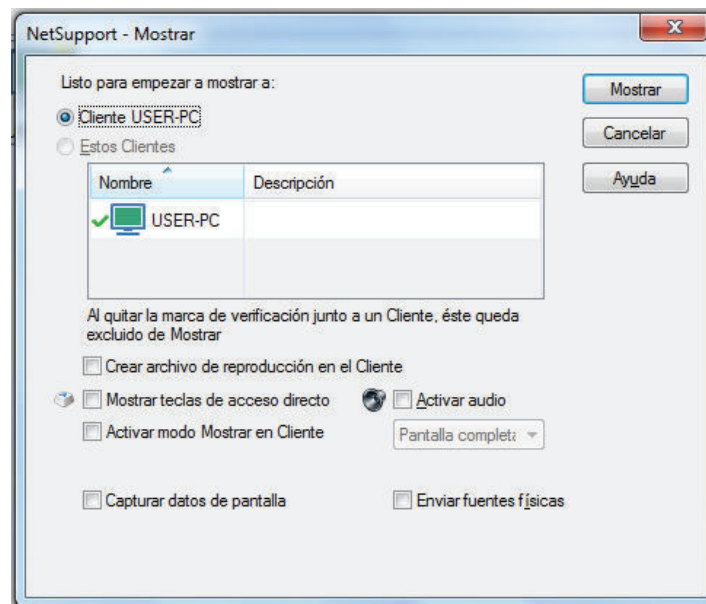 NetSupport - Mostrar
Listo para empezar a mostrar a:
Mostrar
Cliente USER-PC
Cancelar
Estos Clientes
Nombre Descripción
Ayuda
USER-PC
Al quitar la marca de verificación junto a un Cliente, éste queda
excluido de Mostrar
Crear archivo de reproducción en el Cliente
Mostrar teclas de acceso directo Activar audio
Activar modo Mostrar en Cliente Pantalla complet
Capturar datos de pantalla Enviar fuentes físicas